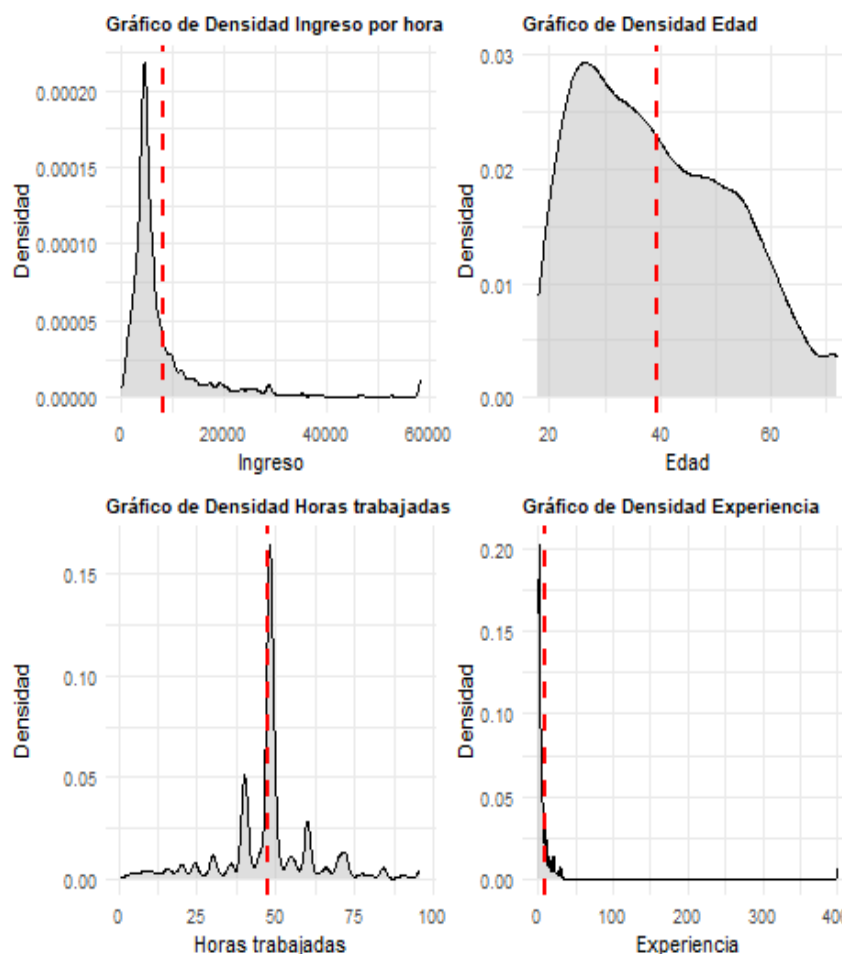 Gráfico de Densidad Ingreso por hora
Densidad
0.00020
0.00015
0.00010
0.00005
0.00000
0 20000 40000 60000
Ingreso
Gráfico de Densidad Edad
Densidad
0.03
0.02
0.01
0.00
20 40 60
Edad
Gráfico de Densidad Horas trabajadas
Densidad
0.15
0.10
0.05
0.00
0 25 50 75 100
Horas trabajadas
Gráfico de Densidad Experiencia
Densidad
0.20
0.15
0.10
0.05
0.00
0 100 200 300 400
Experiencia